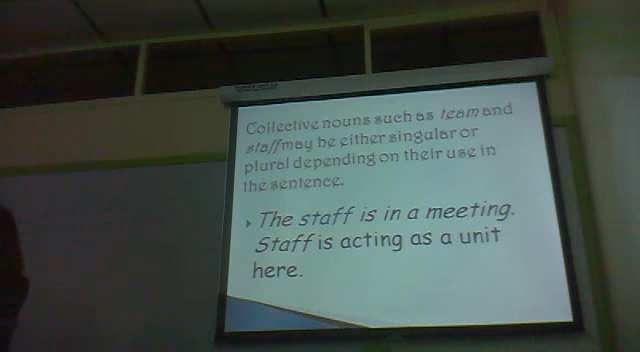 Collective nouns such as team and
staff may be either singular or
plural depending on their use in
the sentence.
The staff is in a meeting.
Staff is acting as a unit
here.